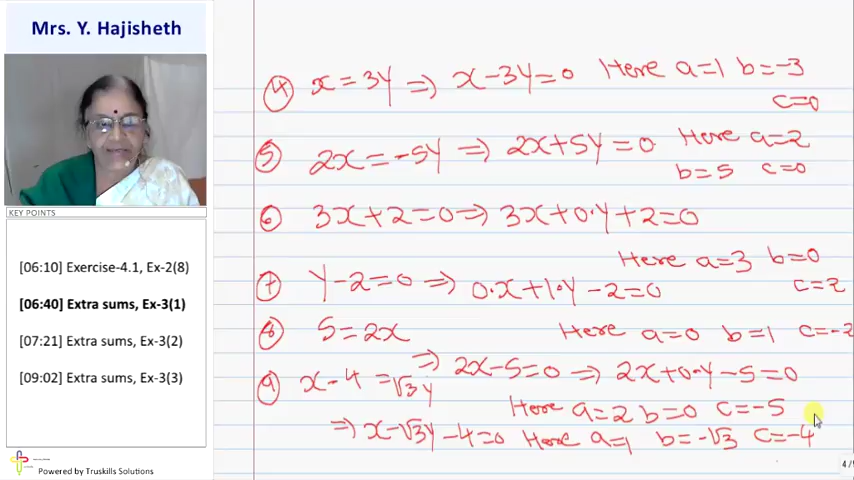 Mrs. Y. Hajisheth
KEY POINTS
[06:10] Exercise-4.1, Ex-2(8)
[06:40] Extra sums, Ex-3(1)
[07:21] Extra sums, Ex-3(2)
[09:02] Extra sums, Ex-3(3)
Powered by Truskills Solutions
④ x = 3y ⇒ x - 3y = 0 Here a=1 b=-3
c=0
⑤ 2x = -5y ⇒ 2x + 5y = 0 Here a=2
b=5 c=0
⑥ 3x + 2 = 0 ⇒ 3x + 0·y + 2 = 0
Here a=3 b=0
c=2
⑦ y - 2 = 0 ⇒ 0·x + 1·y - 2 = 0
Here a=0 b=1 c=-2
⑧ 5 = 2x
⇒ 2x - 5 = 0 ⇒ 2x + 0·y - 5 = 0
Here a=2 b=0 c=-5
⑨ x - 4 = √3y
⇒ x - √3y - 4 = 0 Here a=1 b=-√3 c=-4